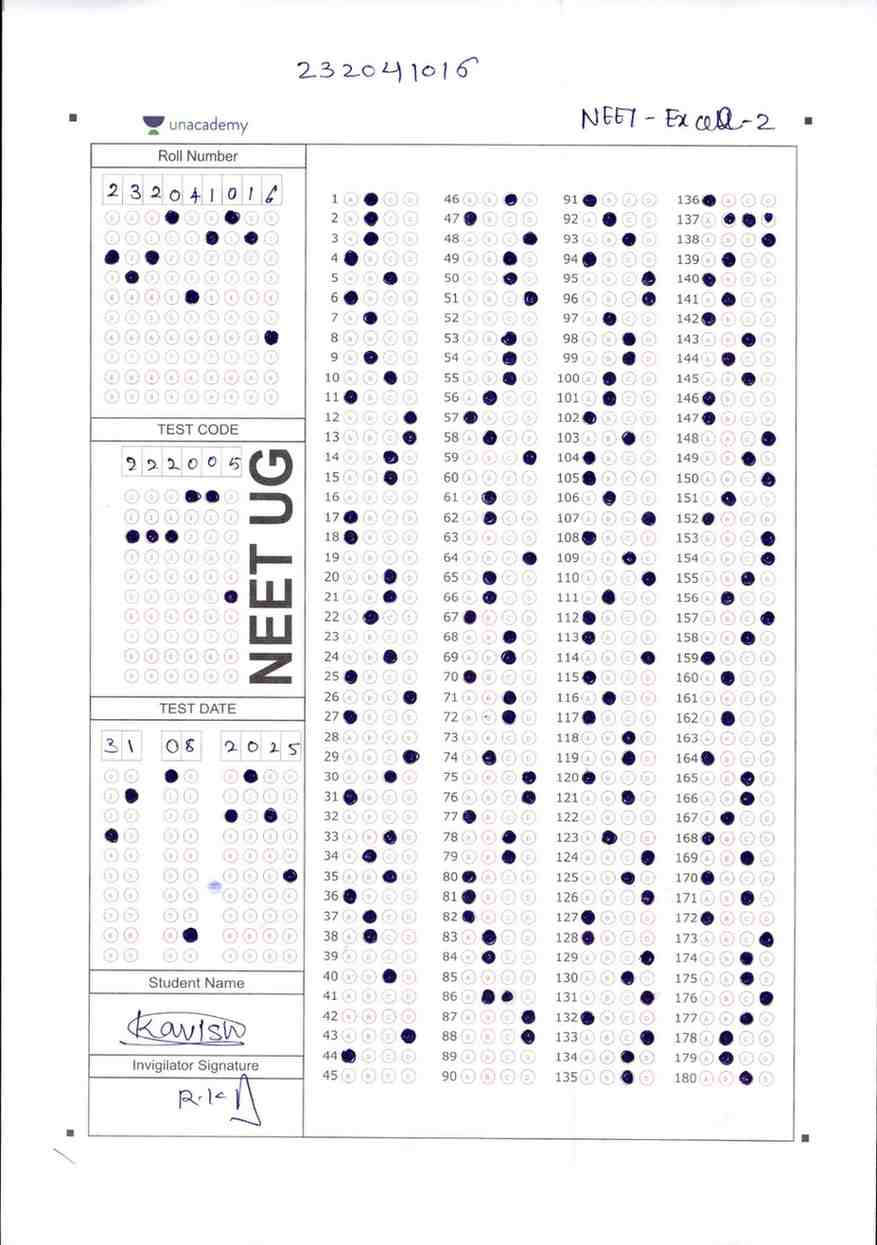 232041016
unacademy
NEET - Excell-2
Roll Number
2 3 2 0 4 1 0 1 6
TEST CODE
2 2 2 0 0 5
NEET UG
TEST DATE
3 1 0 8 2 0 2 5
Student Name
Kavish
Invigilator Signature
1 46 91 136
2 47 92 137
3 48 93 138
4 49 94 139
5 50 95 140
6 51 96 141
7 52 97 142
8 53 98 143
9 54 99 144
10 55 100 145
11 56 101 146
12 57 102 147
13 58 103 148
14 59 104 149
15 60 105 150
16 61 106 151
17 62 107 152
18 63 108 153
19 64 109 154
20 65 110 155
21 66 111 156
22 67 112 157
23 68 113 158
24 69 114 159
25 70 115 160
26 71 116 161
27 72 117 162
28 73 118 163
29 74 119 164
30 75 120 165
31 76 121 166
32 77 122 167
33 78 123 168
34 79 124 169
35 80 125 170
36 81 126 171
37 82 127 172
38 83 128 173
39 84 129 174
40 85 130 175
41 86 131 176
42 87 132 177
43 88 133 178
44 89 134 179
45 90 135 180